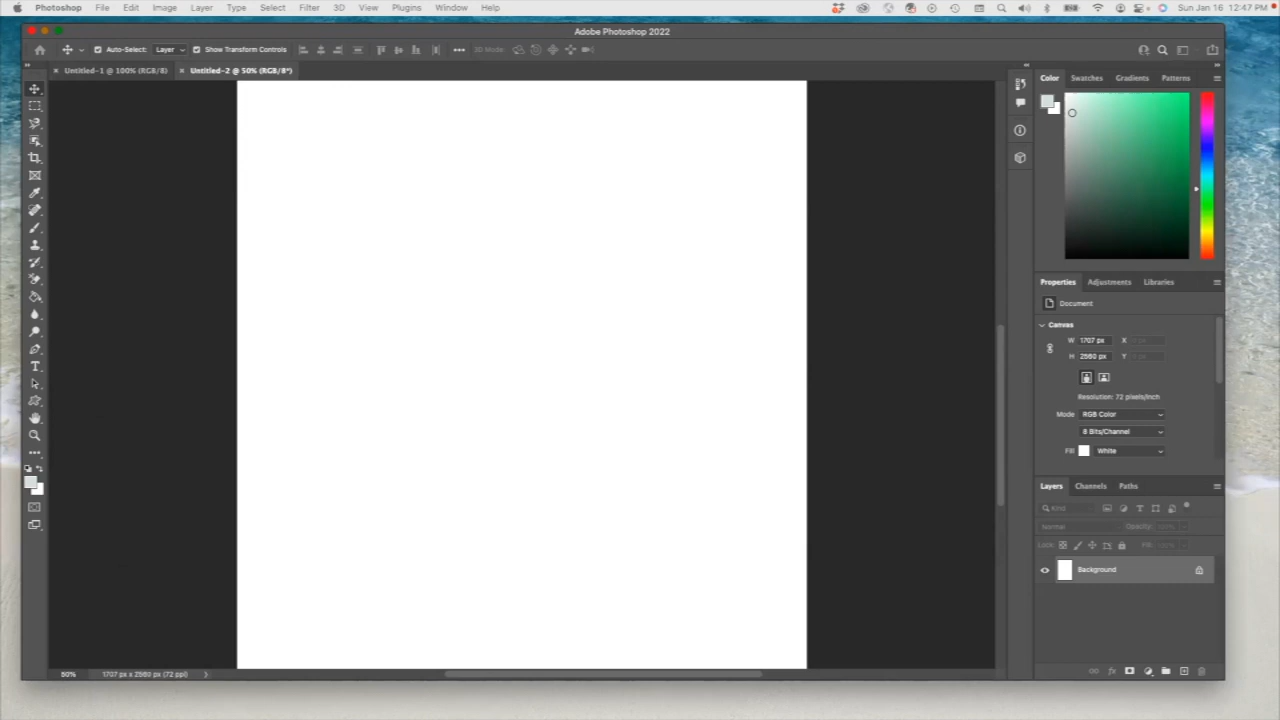 Photoshop File Edit Image Layer Type Select Filter 3D View Plugins Window Help Sun Jan 16 12:47 PM
Adobe Photoshop 2022
Auto-Select: Layer Show Transform Controls 3D Mode:
Untitled-1 @ 100% (RGB/8) Untitled-2 @ 50% (RGB/8*)
Color Swatches Gradients Patterns
Properties Adjustments Libraries
Document
Canvas
W 1707 px X
H 2560 px Y
Resolution: 72 pixels/inch
Mode RGB Color
8 Bits/Channel
Fill White
Layers Channels Paths
Kind
Normal Opacity: 100%
Lock: Fill: 100%
Background
50% 1707 px x 2560 px (72 ppi)